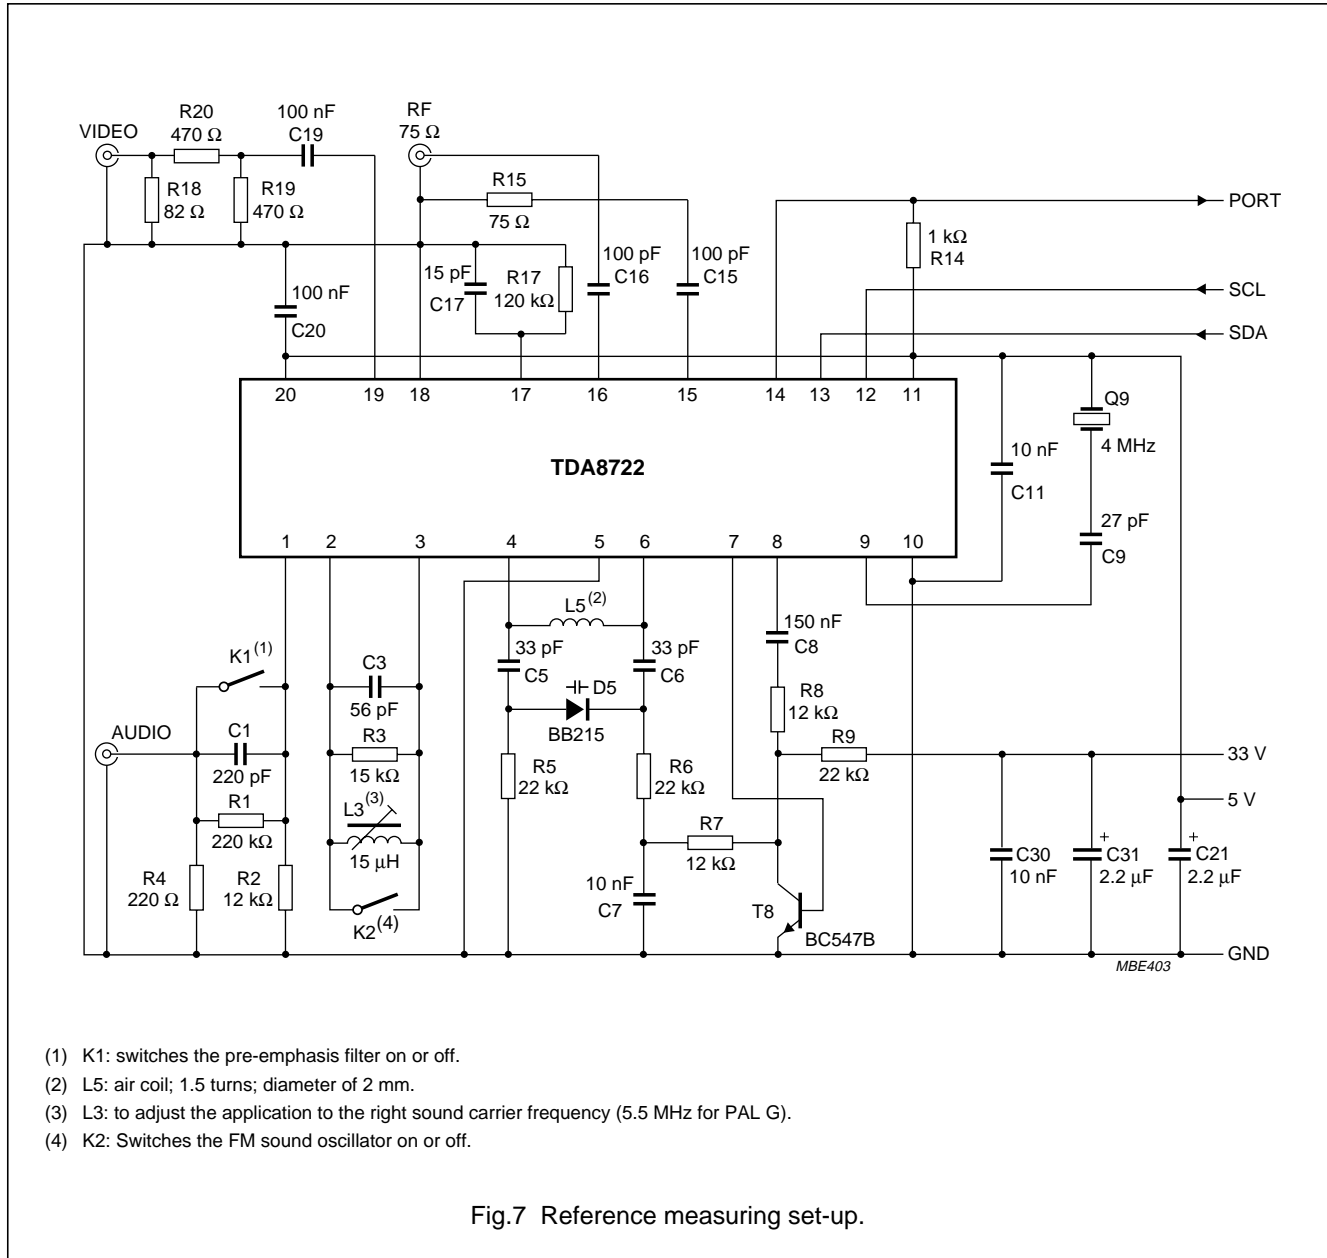 VIDEO
R20
470 Ω
100 nF
C19
RF
75 Ω
R18
82 Ω
R19
470 Ω
R15
75 Ω
PORT
1 kΩ
R14
SCL
SDA
100 nF
C20
15 pF
C17
R17
120 kΩ
100 pF
C16
100 pF
C15
20 19 18 17 16 15 14 13 12 11
Q9
4 MHz
TDA8722
10 nF
C11
27 pF
C9
1 2 3 4 5 6 7 8 9 10
K1(1)
AUDIO
C1
220 pF
R1
220 kΩ
R4
220 Ω
R2
12 kΩ
C3
56 pF
R3
15 kΩ
L3(3)
15 μH
K2(4)
L5(2)
33 pF
C5
33 pF
C6
D5
BB215
R5
22 kΩ
R6
22 kΩ
R7
12 kΩ
10 nF
C7
150 nF
C8
R8
12 kΩ
R9
22 kΩ
T8
BC547B
33 V
5 V
C30
10 nF
+
C31
2.2 μF
+
C21
2.2 μF
GND
MBE403
(1) K1: switches the pre-emphasis filter on or off.
(2) L5: air coil; 1.5 turns; diameter of 2 mm.
(3) L3: to adjust the application to the right sound carrier frequency (5.5 MHz for PAL G).
(4) K2: Switches the FM sound oscillator on or off.
Fig.7 Reference measuring set-up.